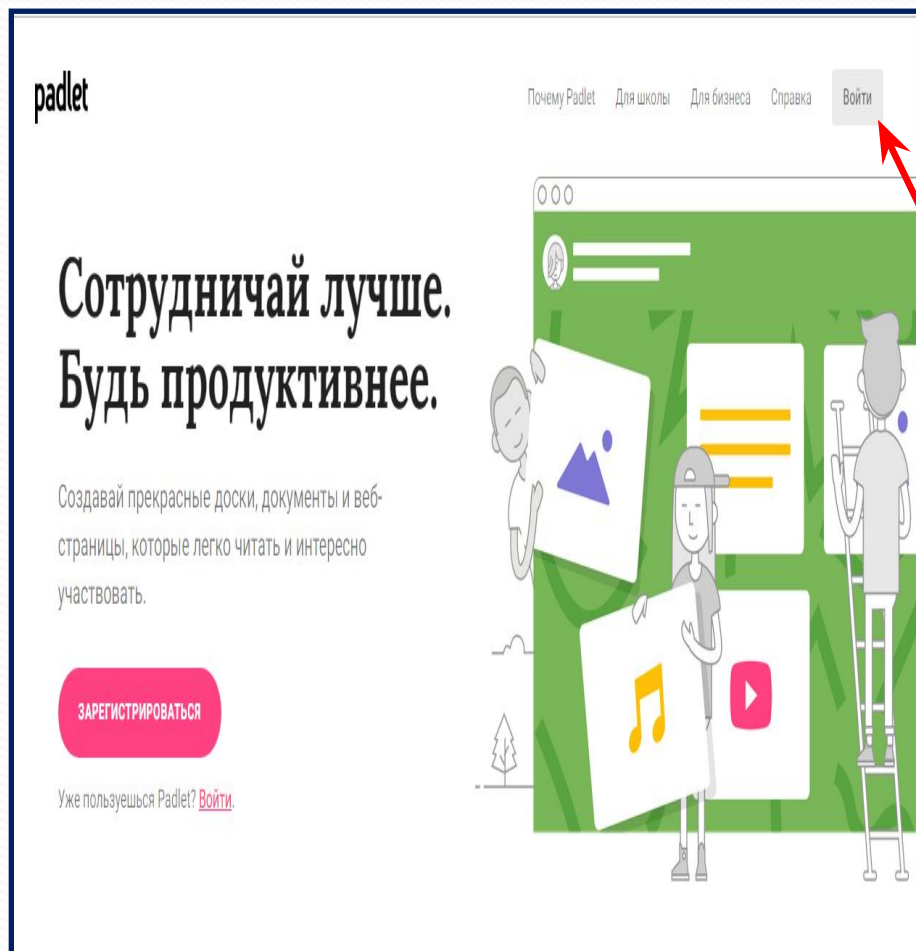 padlet
Почему Padlet Для школы Для бизнеса Справка Войти
Сотрудничай лучше.
Будь продуктивнее.
Создавай прекрасные доски, документы и веб-
страницы, которые легко читать и интересно
участвовать.
ЗАРЕГИСТРИРОВАТЬСЯ
Уже пользуешься Padlet? Войти.